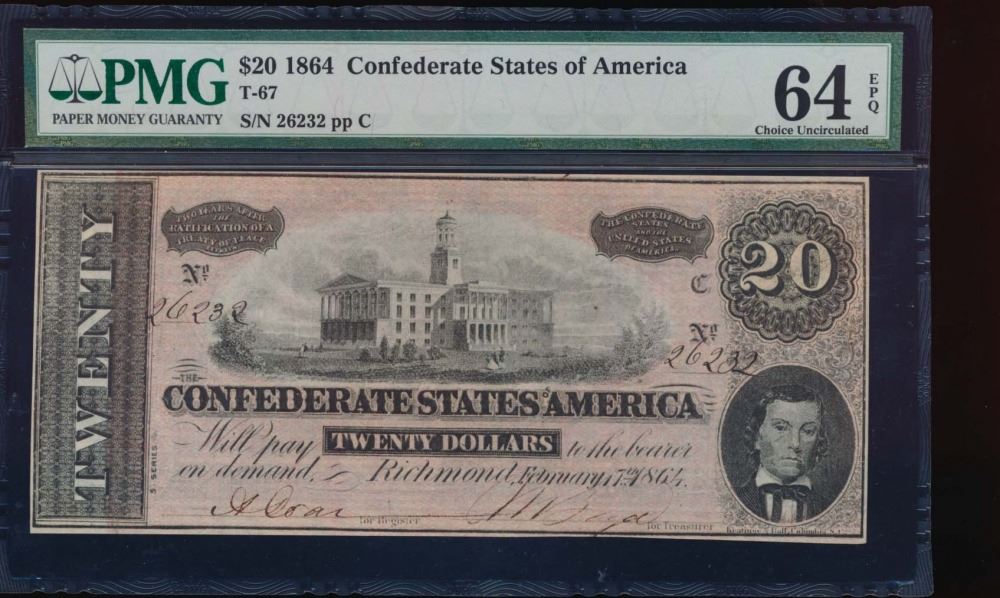 PMG
PAPER MONEY GUARANTY
$20 1864 Confederate States of America
T-67
S/N 26232 pp C
64
EPQ
Choice Uncirculated
TWENTY
5 SERIES
TWO YEARS AFTER
THE
RATIFICATION OF A
TREATY OF PEACE
THE CONFEDERATE
STATES
AND THE
UNITED STATES
OF AMERICA.
20
No
26232
C
No
26232
THE
CONFEDERATE STATES OF AMERICA
Will pay TWENTY DOLLARS to the bearer
on demand, Richmond, February 17th 1864.
for Register
for Treasurer